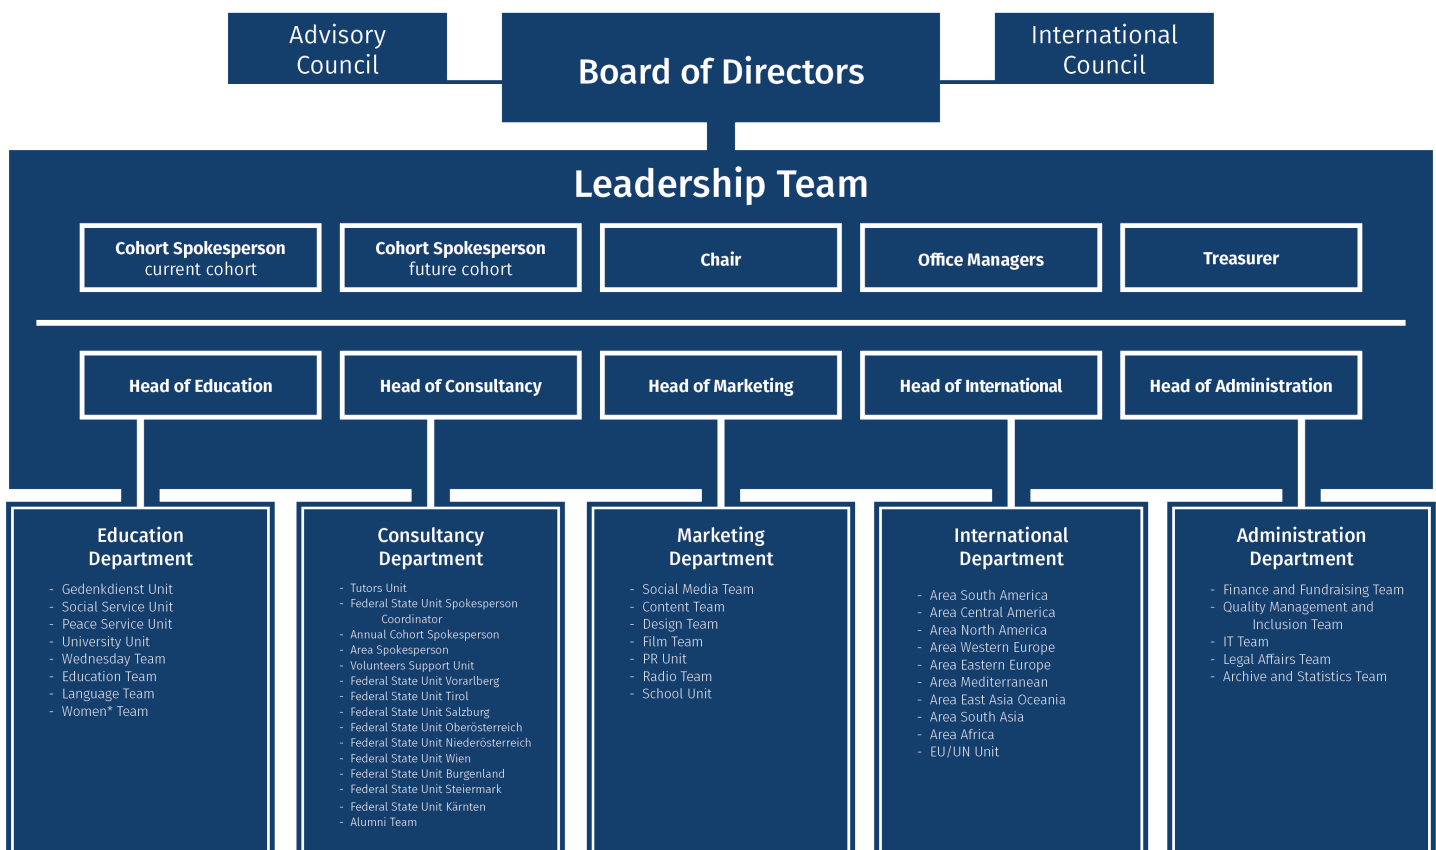 Advisory
Council
Board of Directors
International
Council
Leadership Team
Cohort Spokesperson
current cohort
Cohort Spokesperson
future cohort
Chair
Office Managers
Treasurer
Head of Education
Head of Consultancy
Head of Marketing
Head of International
Head of Administration
Education
Department
- Gedenkdienst Unit
- Social Service Unit
- Peace Service Unit
- University Unit
- Wednesday Team
- Education Team
- Language Team
- Women* Team
Consultancy
Department
- Tutors Unit
- Federal State Unit Spokesperson
Coordinator
- Annual Cohort Spokesperson
- Area Spokesperson
- Volunteers Support Unit
- Federal State Unit Vorarlberg
- Federal State Unit Tirol
- Federal State Unit Salzburg
- Federal State Unit Oberösterreich
- Federal State Unit Niederösterreich
- Federal State Unit Wien
- Federal State Unit Burgenland
- Federal State Unit Steiermark
- Federal State Unit Kärnten
- Alumni Team
Marketing
Department
- Social Media Team
- Content Team
- Design Team
- Film Team
- PR Unit
- Radio Team
- School Unit
International
Department
- Area South America
- Area Central America
- Area North America
- Area Western Europe
- Area Eastern Europe
- Area Mediterranean
- Area East Asia Oceania
- Area South Asia
- Area Africa
- EU/UN Unit
Administration
Department
- Finance and Fundraising Team
- Quality Management and
Inclusion Team
- IT Team
- Legal Affairs Team
- Archive and Statistics Team